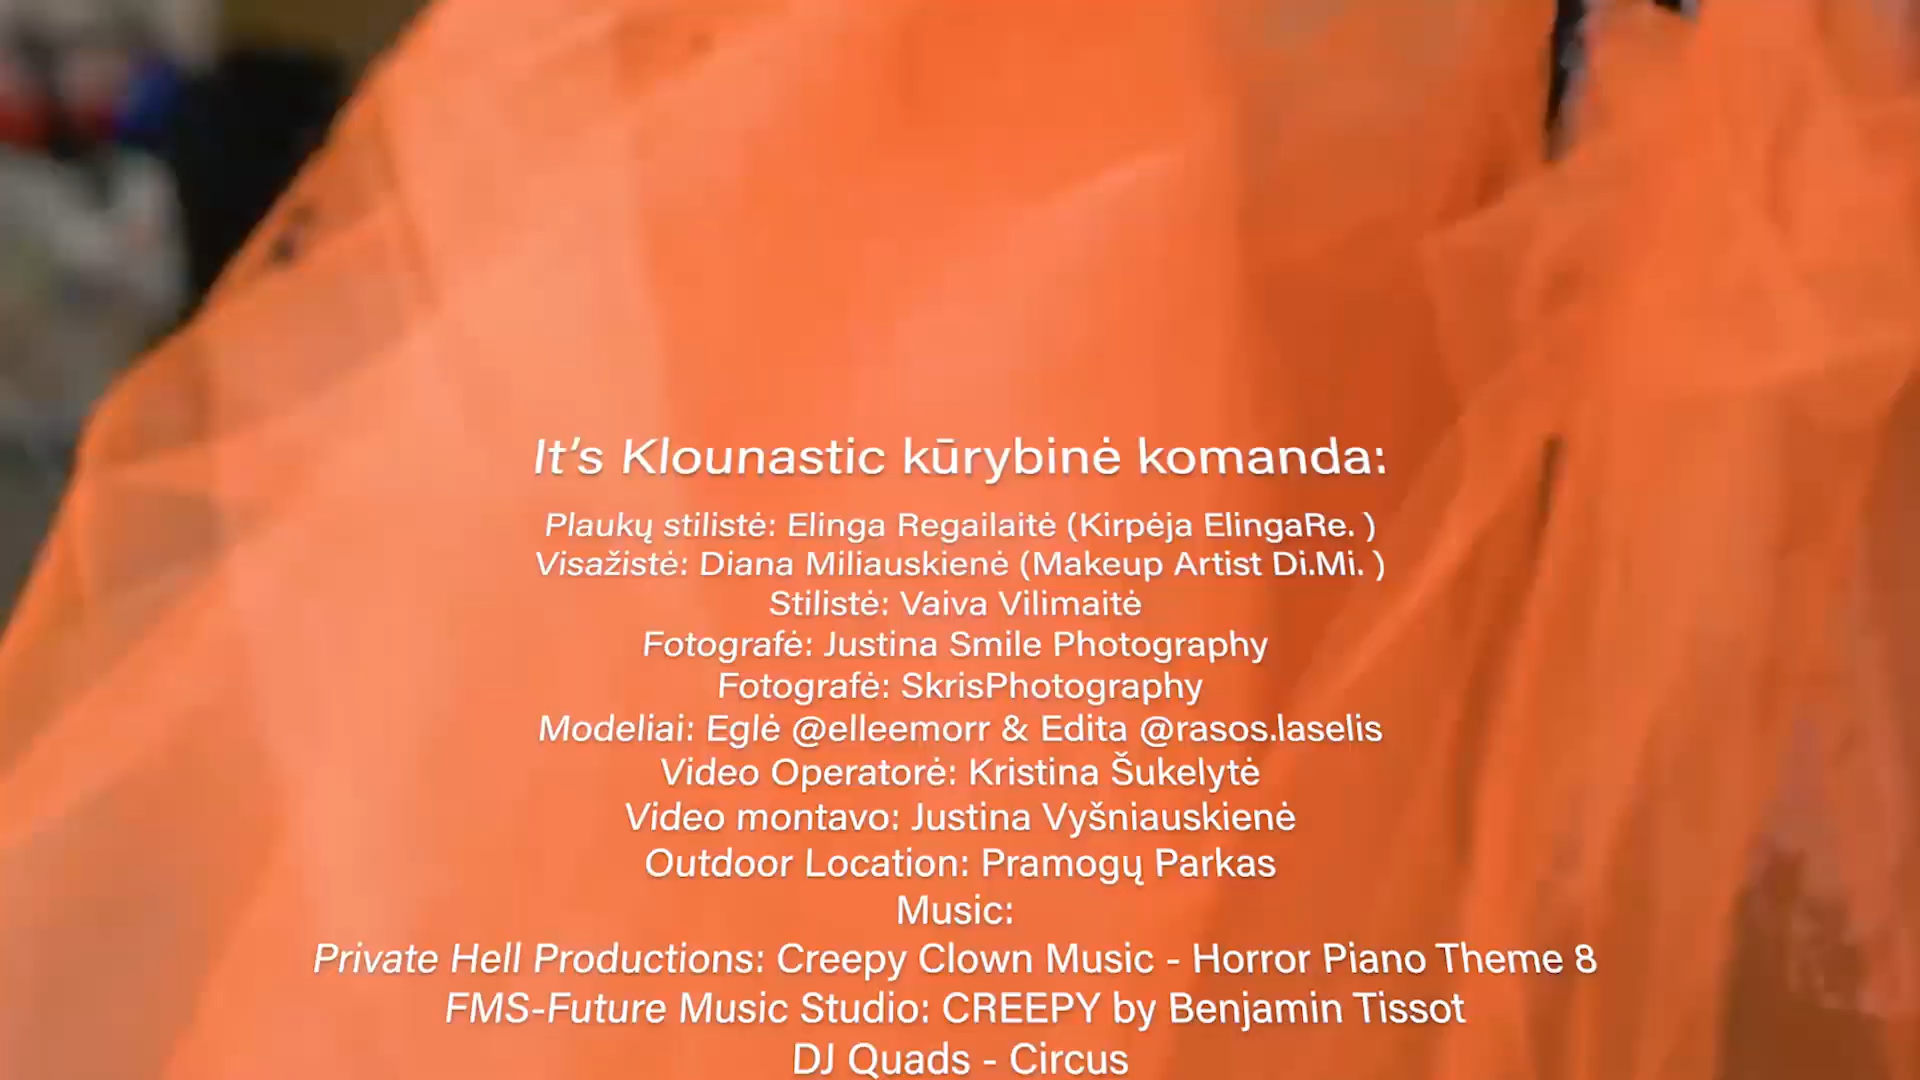 It’s Klounastic kūrybinė komanda:
Plaukų stilistė: Elinga Regailaitė (Kirpėja ElingaRe. )
Visažistė: Diana Miliauskienė (Makeup Artist Di.Mi. )
Stilistė: Vaiva Vilimaitė
Fotografė: Justina Smile Photography
Fotografė: SkrisPhotography
Modeliai: Eglė @elleemorr & Edita @rasos.laselis
Video Operatorė: Kristina Šukelytė
Video montavo: Justina Vyšniauskienė
Outdoor Location: Pramogų Parkas
Music:
Private Hell Productions: Creepy Clown Music - Horror Piano Theme 8
FMS-Future Music Studio: CREEPY by Benjamin Tissot
DJ Quads - Circus